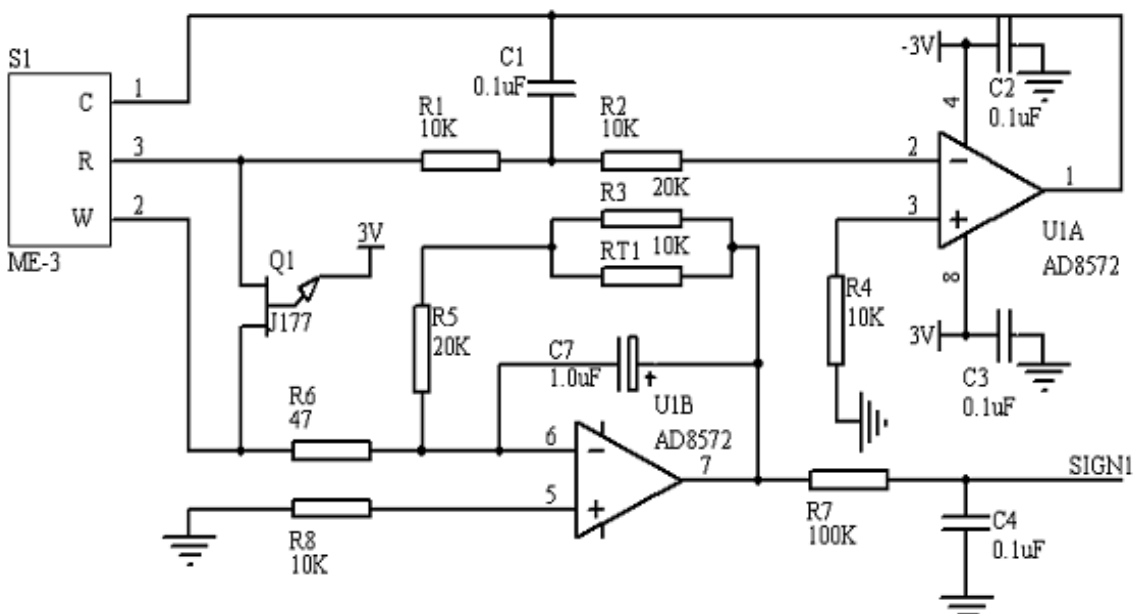 S1
C
R
W
ME-3
1
3
2
C1
0.1uF
R1
10K
R2
10K
-3V
4
C2
0.1uF
2
3
1
U1A
AD8572
8
3V
C3
0.1uF
R4
10K
20K
R3
10K
RT1
3V
Q1
J177
R5
20K
C7
1.0uF
+
R6
47
U1B
AD8572
6
5
7
R8
10K
R7
100K
SIGN1
C4
0.1uF